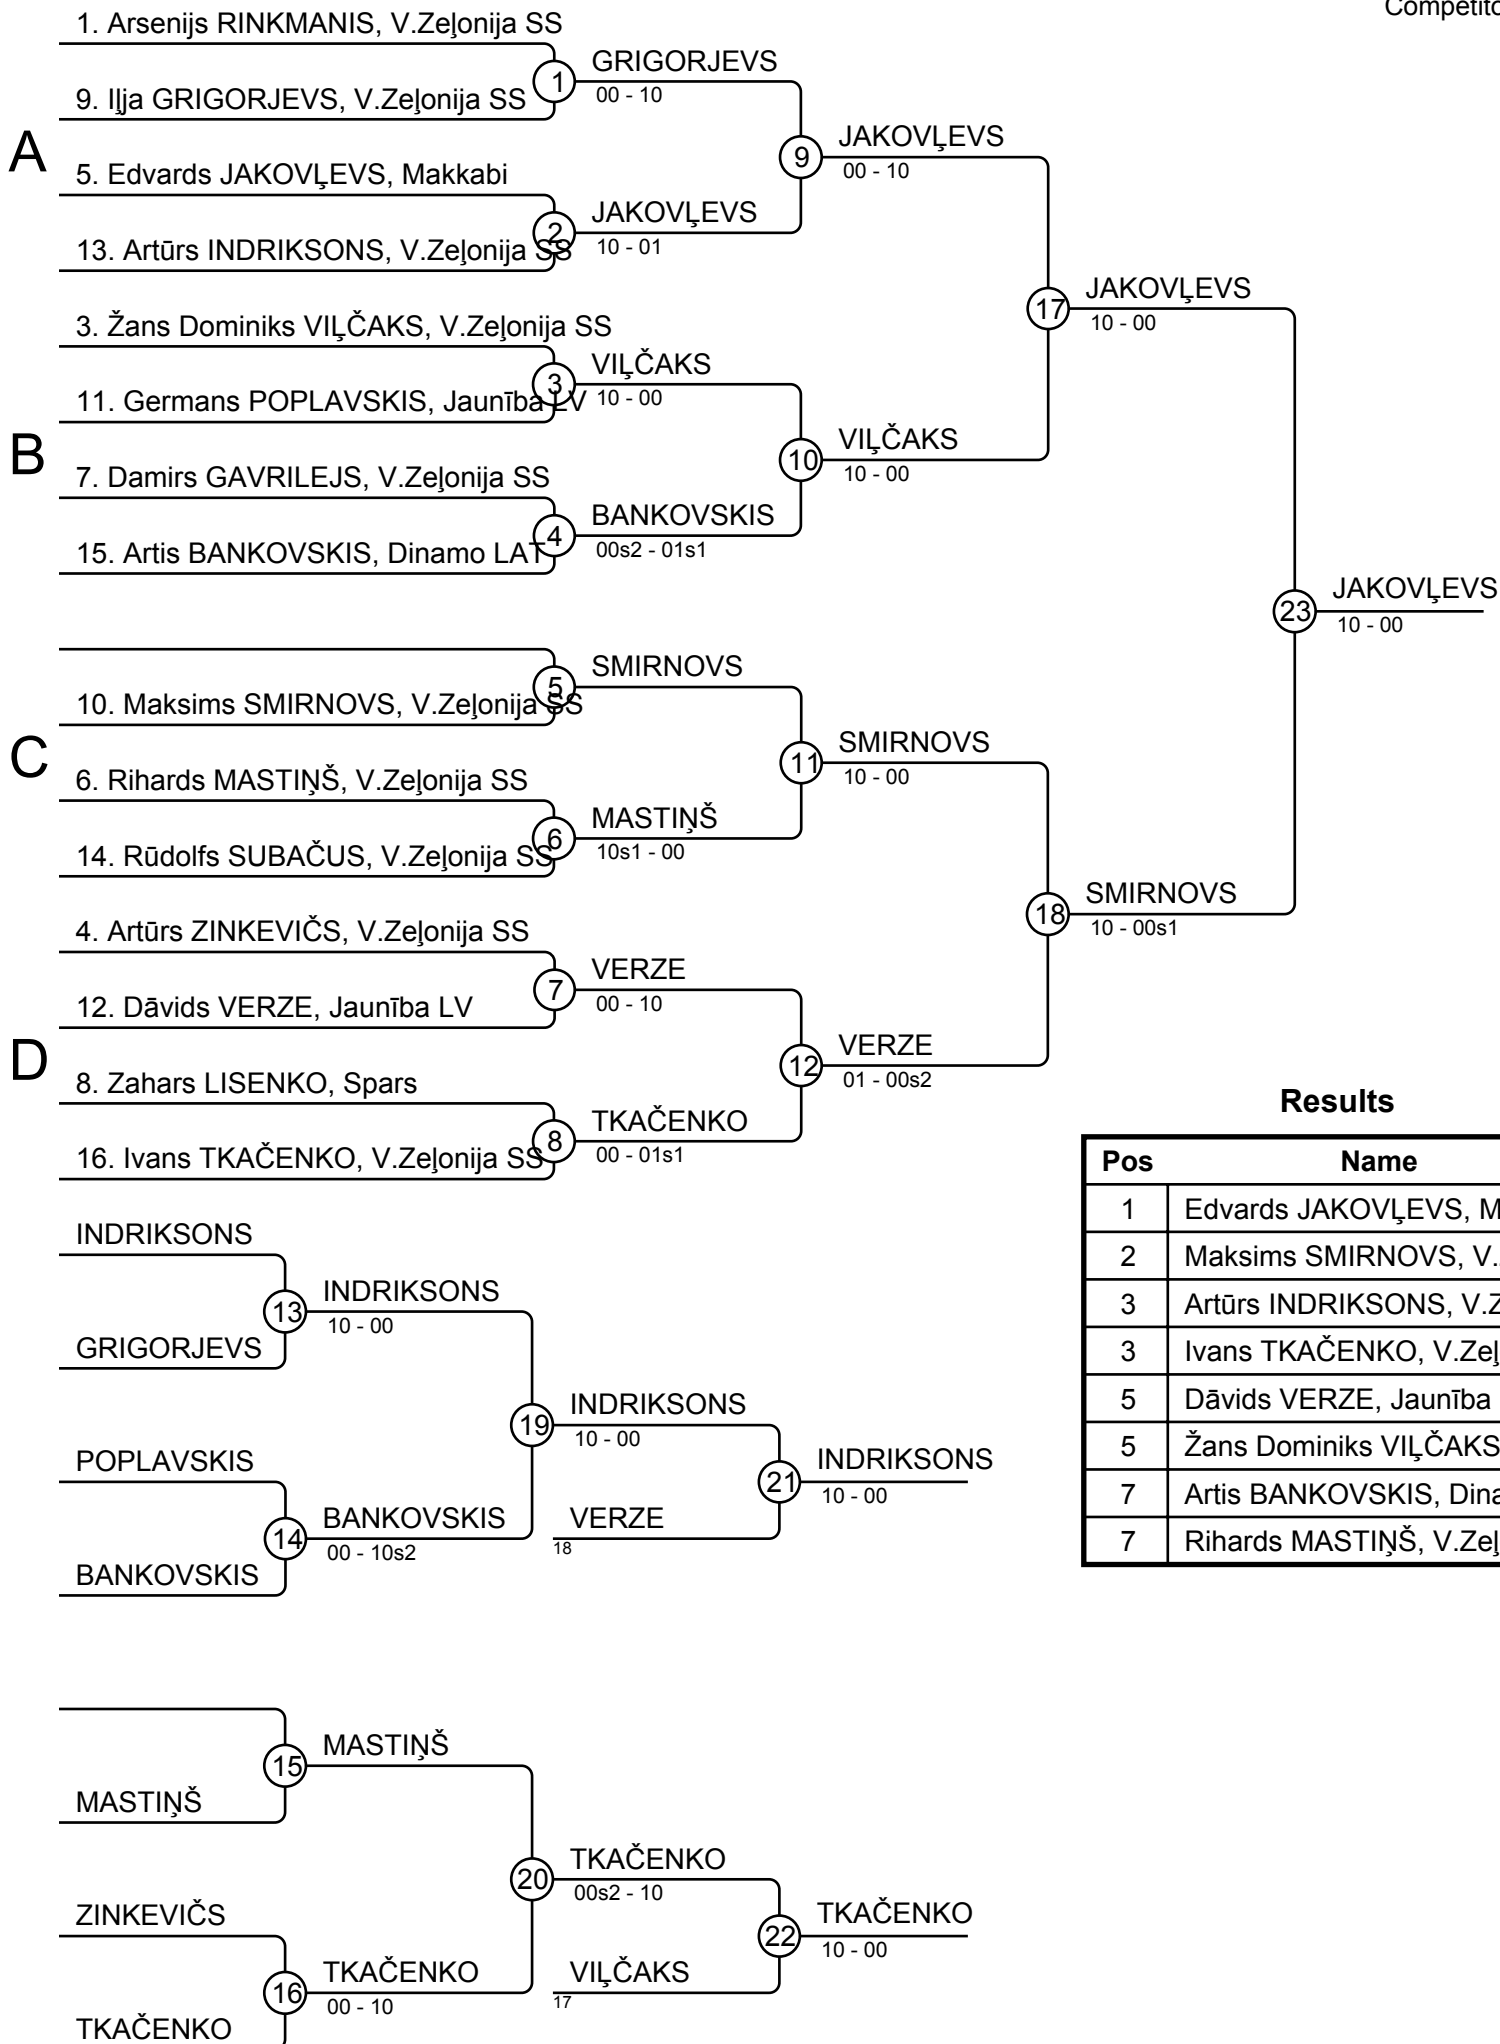 Competito
1. Arsenijs RINKMANIS, V.Zeļonija SS
1
GRIGORJEVS
00 - 10
9. Iļja GRIGORJEVS, V.Zeļonija SS
A
9
JAKOVĻEVS
00 - 10
5. Edvards JAKOVĻEVS, Makkabi
2
JAKOVĻEVS
10 - 01
13. Artūrs INDRIKSONS, V.Zeļonija SS
17
JAKOVĻEVS
10 - 00
3. Žans Dominiks VIĻČAKS, V.Zeļonija SS
3
VIĻČAKS
10 - 00
11. Germans POPLAVSKIS, Jaunība LV
B
10
VIĻČAKS
10 - 00
7. Damirs GAVRILEJS, V.Zeļonija SS
4
BANKOVSKIS
00s2 - 01s1
15. Artis BANKOVSKIS, Dinamo LAT
23
JAKOVĻEVS
10 - 00
5
SMIRNOVS
10. Maksims SMIRNOVS, V.Zeļonija SS
C
11
SMIRNOVS
10 - 00
6. Rihards MASTIŅŠ, V.Zeļonija SS
6
MASTIŅŠ
10s1 - 00
14. Rūdolfs SUBAČUS, V.Zeļonija SS
18
SMIRNOVS
10 - 00s1
4. Artūrs ZINKEVIČS, V.Zeļonija SS
7
VERZE
00 - 10
12. Dāvids VERZE, Jaunība LV
D
12
VERZE
01 - 00s2
8. Zahars LISENKO, Spars
8
TKAČENKO
00 - 01s1
16. Ivans TKAČENKO, V.Zeļonija SS
Results
Pos Name
1 Edvards JAKOVĻEVS, M
2 Maksims SMIRNOVS, V.
3 Artūrs INDRIKSONS, V.Z
3 Ivans TKAČENKO, V.Zeļ
5 Dāvids VERZE, Jaunība
5 Žans Dominiks VIĻČAKS
7 Artis BANKOVSKIS, Dina
7 Rihards MASTIŅŠ, V.Zeļ
INDRIKSONS
13
INDRIKSONS
10 - 00
GRIGORJEVS
19
INDRIKSONS
10 - 00
POPLAVSKIS
14
BANKOVSKIS
00 - 10s2
BANKOVSKIS
VERZE
18
21
INDRIKSONS
10 - 00
15
MASTIŅŠ
MASTIŅŠ
20
TKAČENKO
00s2 - 10
ZINKEVIČS
16
TKAČENKO
00 - 10
TKAČENKO
VIĻČAKS
17
22
TKAČENKO
10 - 00